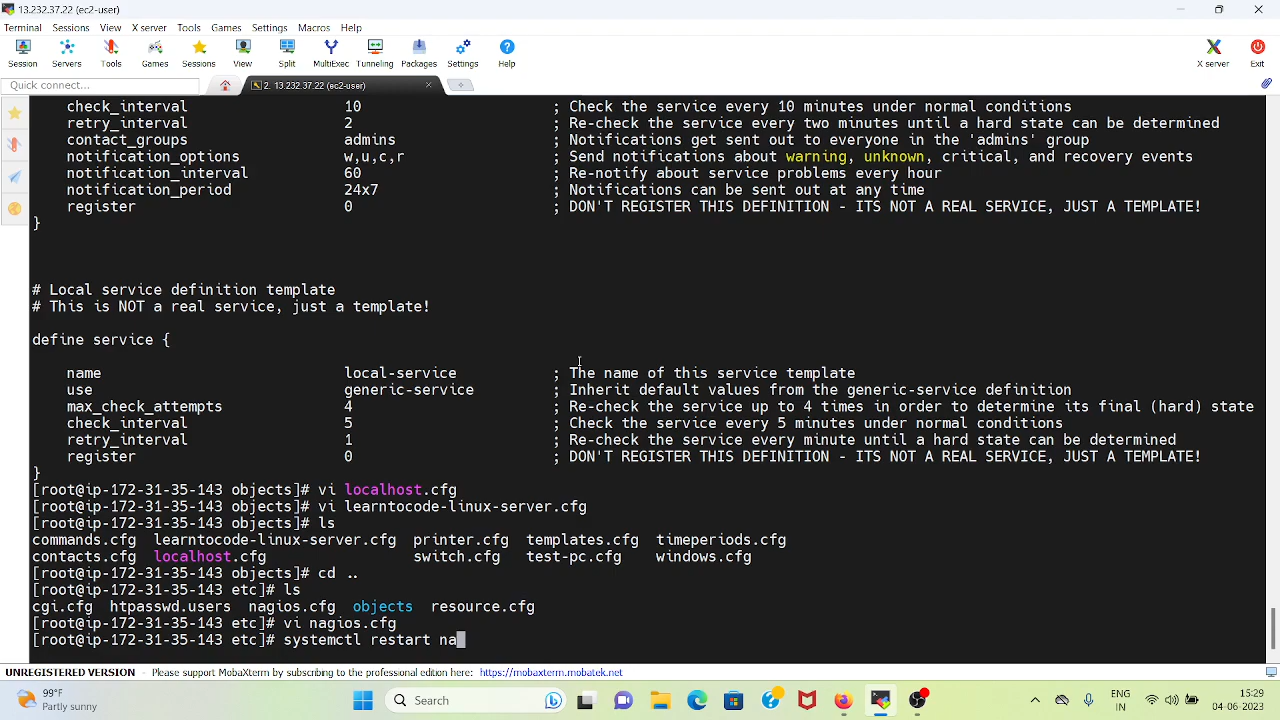 13.232.37.22 (ec2-user)
Terminal Sessions View X server Tools Games Settings Macros Help
Session Servers Tools Games Sessions View Split MultiExec Tunneling Packages Settings Help X server Exit
Quick connect... 2. 13.232.37.22 (ec2-user)
check_interval 10 ; Check the service every 10 minutes under normal conditions
retry_interval 2 ; Re-check the service every two minutes until a hard state can be determined
contact_groups admins ; Notifications get sent out to everyone in the 'admins' group
notification_options w,u,c,r ; Send notifications about warning, unknown, critical, and recovery events
notification_interval 60 ; Re-notify about service problems every hour
notification_period 24x7 ; Notifications can be sent out at any time
register 0 ; DON'T REGISTER THIS DEFINITION - ITS NOT A REAL SERVICE, JUST A TEMPLATE!
}
# Local service definition template
# This is NOT a real service, just a template!
define service {
name local-service ; The name of this service template
use generic-service ; Inherit default values from the generic-service definition
max_check_attempts 4 ; Re-check the service up to 4 times in order to determine its final (hard) state
check_interval 5 ; Check the service every 5 minutes under normal conditions
retry_interval 1 ; Re-check the service every minute until a hard state can be determined
register 0 ; DON'T REGISTER THIS DEFINITION - ITS NOT A REAL SERVICE, JUST A TEMPLATE!
}
[root@ip-172-31-35-143 objects]# vi localhost.cfg
[root@ip-172-31-35-143 objects]# vi learntocode-linux-server.cfg
[root@ip-172-31-35-143 objects]# ls
commands.cfg learntocode-linux-server.cfg printer.cfg templates.cfg timeperiods.cfg
contacts.cfg localhost.cfg switch.cfg test-pc.cfg windows.cfg
[root@ip-172-31-35-143 objects]# cd ..
[root@ip-172-31-35-143 etc]# ls
cgi.cfg htpasswd.users nagios.cfg objects resource.cfg
[root@ip-172-31-35-143 etc]# vi nagios.cfg
[root@ip-172-31-35-143 etc]# systemctl restart na
UNREGISTERED VERSION - Please support MobaXterm by subscribing to the professional edition here: https://mobaxterm.mobatek.net
99°F
Partly sunny
Search
ENG
IN
15:29
04-06-2023